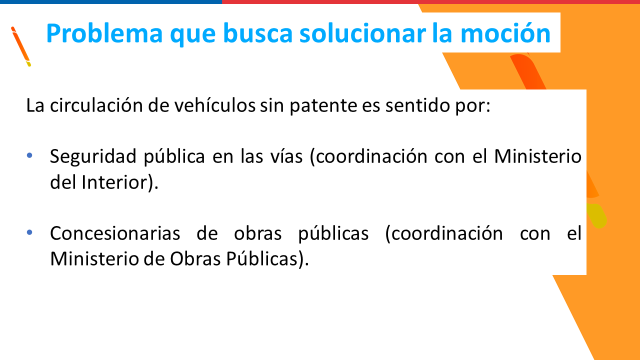 Problema que busca solucionar la moción
La circulación de vehículos sin patente es sentido por:
• Seguridad pública en las vías (coordinación con el Ministerio
del Interior).
• Concesionarias de obras públicas (coordinación con el
Ministerio de Obras Públicas).